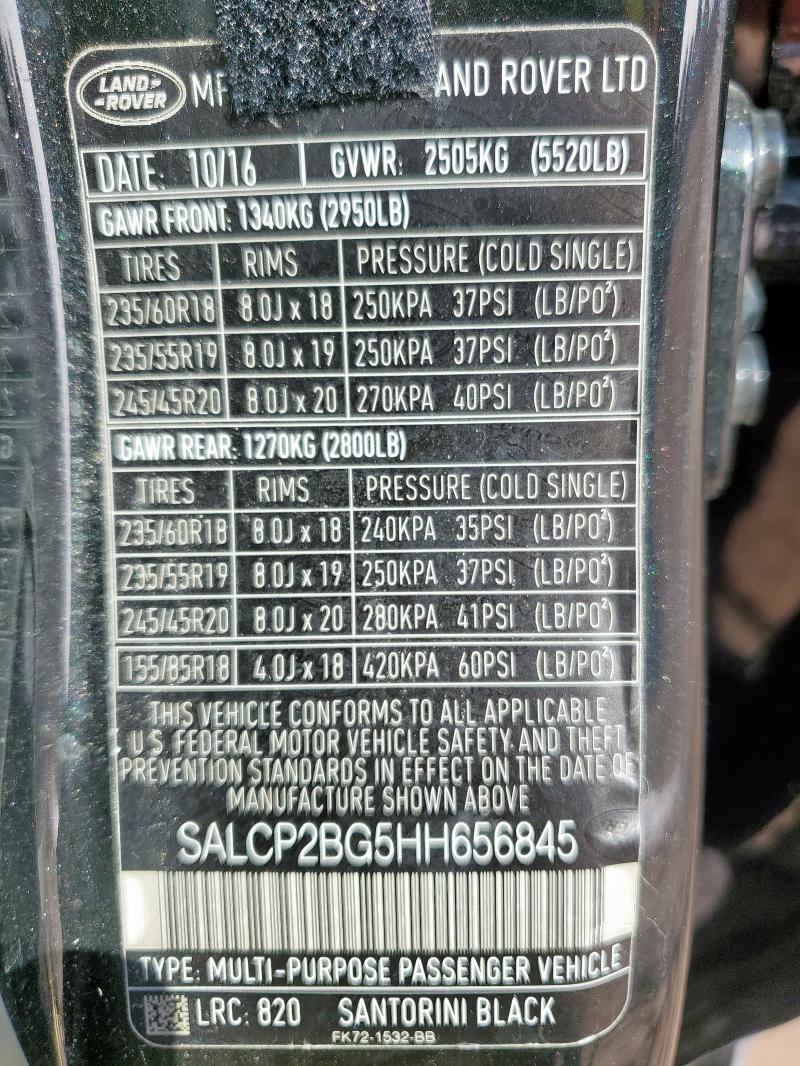 LAND ROVER MF AND ROVER LTD
DATE: 10/16 GVWR: 2505KG (5520LB)
GAWR FRONT: 1340KG (2950LB)
TIRES RIMS PRESSURE (COLD SINGLE)
235/60R18 8.0J x 18 250KPA 37PSI (LB/PO²)
235/55R19 8.0J x 19 250KPA 37PSI (LB/PO²)
245/45R20 8.0J x 20 270KPA 40PSI (LB/PO²)
GAWR REAR: 1270KG (2800LB)
TIRES RIMS PRESSURE (COLD SINGLE)
235/60R18 8.0J x 18 240KPA 35PSI (LB/PO²)
235/55R19 8.0J x 19 250KPA 37PSI (LB/PO²)
245/45R20 8.0J x 20 280KPA 41PSI (LB/PO²)
155/85R18 4.0J x 18 420KPA 60PSI (LB/PO²)
THIS VEHICLE CONFORMS TO ALL APPLICABLE
U.S. FEDERAL MOTOR VEHICLE SAFETY AND THEFT
PREVENTION STANDARDS IN EFFECT ON THE DATE OF
MANUFACTURE SHOWN ABOVE
SALCP2BG5HH656845
TYPE: MULTI-PURPOSE PASSENGER VEHICLE
LRC: 820 SANTORINI BLACK
FK72-1532-BB